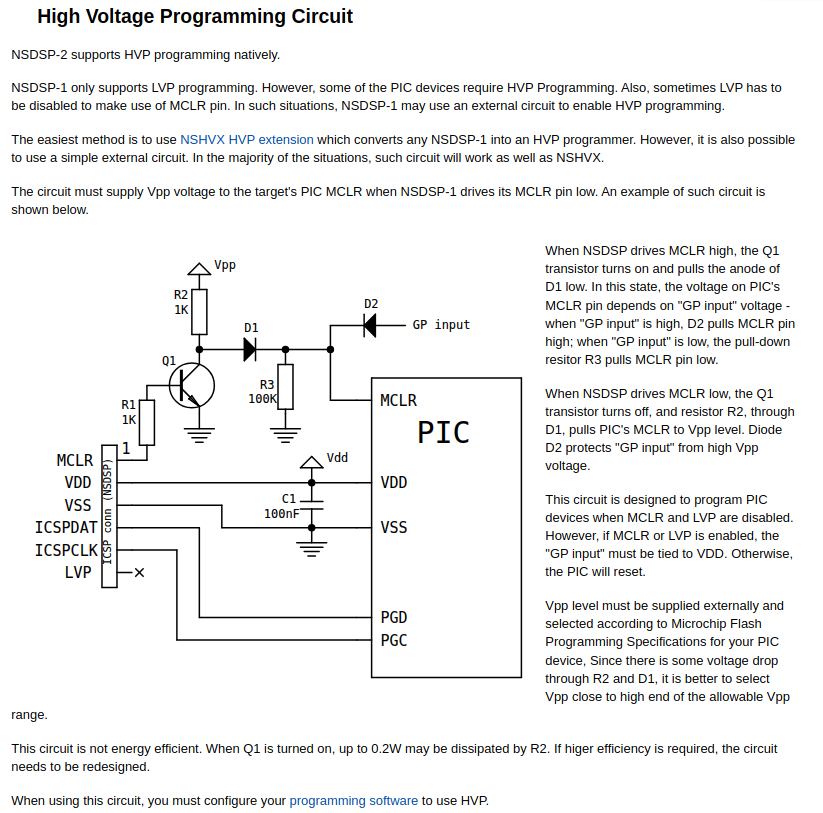 High Voltage Programming Circuit
NSDSP-2 supports HVP programming natively.
NSDSP-1 only supports LVP programming. However, some of the PIC devices require HVP Programming. Also, sometimes LVP has to
be disabled to make use of MCLR pin. In such situations, NSDSP-1 may use an external circuit to enable HVP programming.
The easiest method is to use NSHVX HVP extension which converts any NSDSP-1 into an HVP programmer. However, it is also possible
to use a simple external circuit. In the majority of the situations, such circuit will work as well as NSHVX.
The circuit must supply Vpp voltage to the target's PIC MCLR when NSDSP-1 drives its MCLR pin low. An example of such circuit is
shown below.
Vpp
R2
1K
D1
D2
GP input
Q1
R3
100K
R1
1K
MCLR
PIC
1
MCLR
VDD
VSS
ICSPDAT
ICSPCLK
LVP
ICSP conn (NSDSP)
Vdd
C1
100nF
VDD
VSS
PGD
PGC
When NSDSP drives MCLR high, the Q1
transistor turns on and pulls the anode of
D1 low. In this state, the voltage on PIC's
MCLR pin depends on "GP input" voltage -
when "GP input" is high, D2 pulls MCLR pin
high; when "GP input" is low, the pull-down
resitor R3 pulls MCLR pin low.
When NSDSP drives MCLR low, the Q1
transistor turns off, and resistor R2, through
D1, pulls PIC's MCLR to Vpp level. Diode
D2 protects "GP input" from high Vpp
voltage.
This circuit is designed to program PIC
devices when MCLR and LVP are disabled.
However, if MCLR or LVP is enabled, the
"GP input" must be tied to VDD. Otherwise,
the PIC will reset.
Vpp level must be supplied externally and
selected according to Microchip Flash
Programming Specifications for your PIC
device, Since there is some voltage drop
through R2 and D1, it is better to select
Vpp close to high end of the allowable Vpp
range.
This circuit is not energy efficient. When Q1 is turned on, up to 0.2W may be dissipated by R2. If higer efficiency is required, the circuit
needs to be redesigned.
When using this circuit, you must configure your programming software to use HVP.